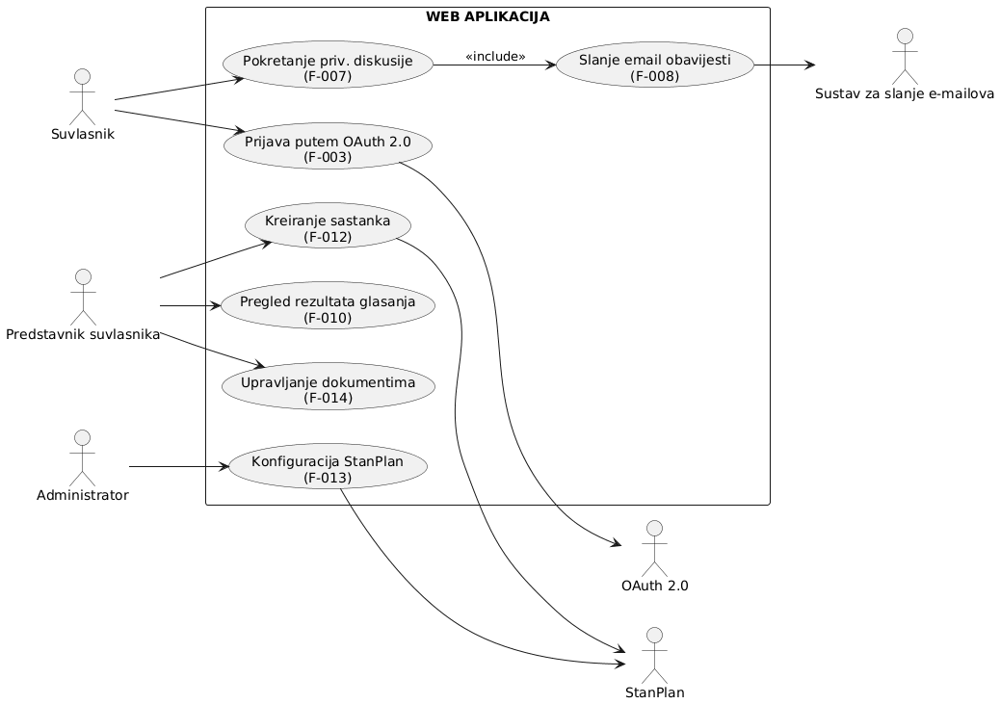 WEB APLIKACIJA
Pokretanje priv. diskusije
(F-007)
«include»
Slanje email obavijesti
(F-008)
Sustav za slanje e-mailova
Suvlasnik
Prijava putem OAuth 2.0
(F-003)
Kreiranje sastanka
(F-012)
Pregled rezultata glasanja
(F-010)
Predstavnik suvlasnika
Upravljanje dokumentima
(F-014)
Konfiguracija StanPlan
(F-013)
Administrator
OAuth 2.0
StanPlan